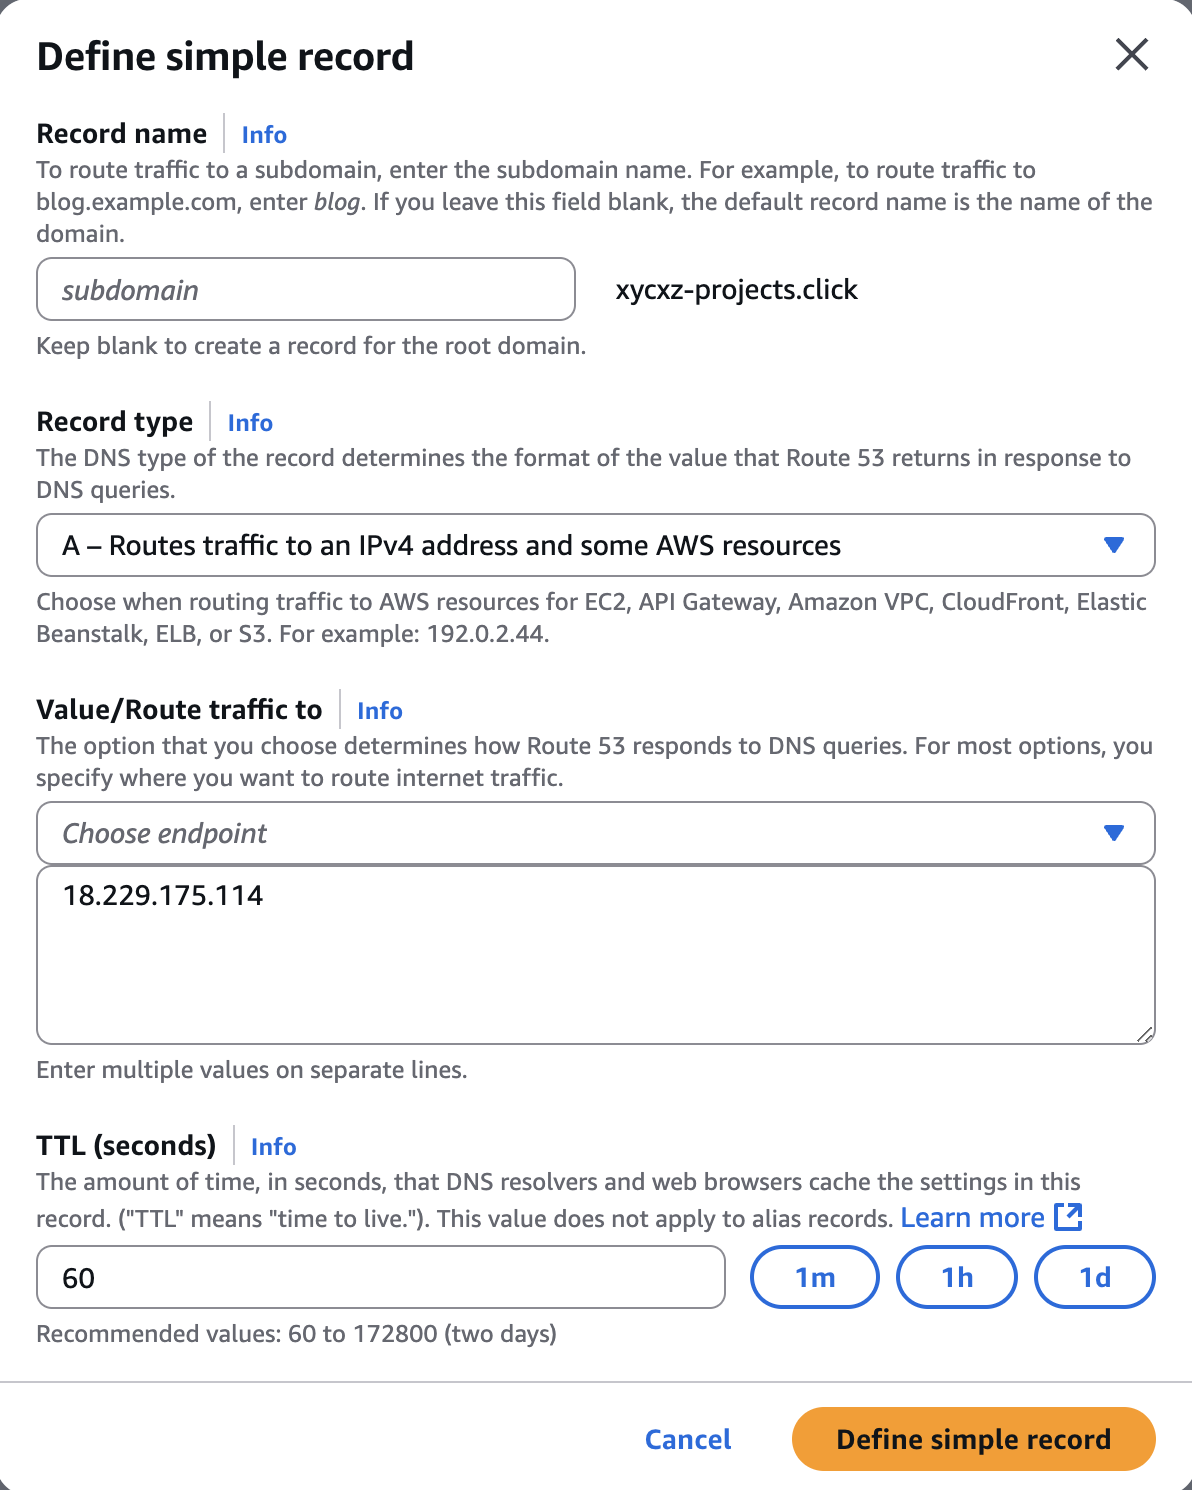 Define simple record
Record name Info
To route traffic to a subdomain, enter the subdomain name. For example, to route traffic to
blog.example.com, enter blog. If you leave this field blank, the default record name is the name of the
domain.
subdomain xycxz-projects.click
Keep blank to create a record for the root domain.
Record type Info
The DNS type of the record determines the format of the value that Route 53 returns in response to
DNS queries.
A – Routes traffic to an IPv4 address and some AWS resources
Choose when routing traffic to AWS resources for EC2, API Gateway, Amazon VPC, CloudFront, Elastic
Beanstalk, ELB, or S3. For example: 192.0.2.44.
Value/Route traffic to Info
The option that you choose determines how Route 53 responds to DNS queries. For most options, you
specify where you want to route internet traffic.
Choose endpoint
18.229.175.114
Enter multiple values on separate lines.
TTL (seconds) Info
The amount of time, in seconds, that DNS resolvers and web browsers cache the settings in this
record. ("TTL" means "time to live."). This value does not apply to alias records. Learn more
60 1m 1h 1d
Recommended values: 60 to 172800 (two days)
Cancel Define simple record